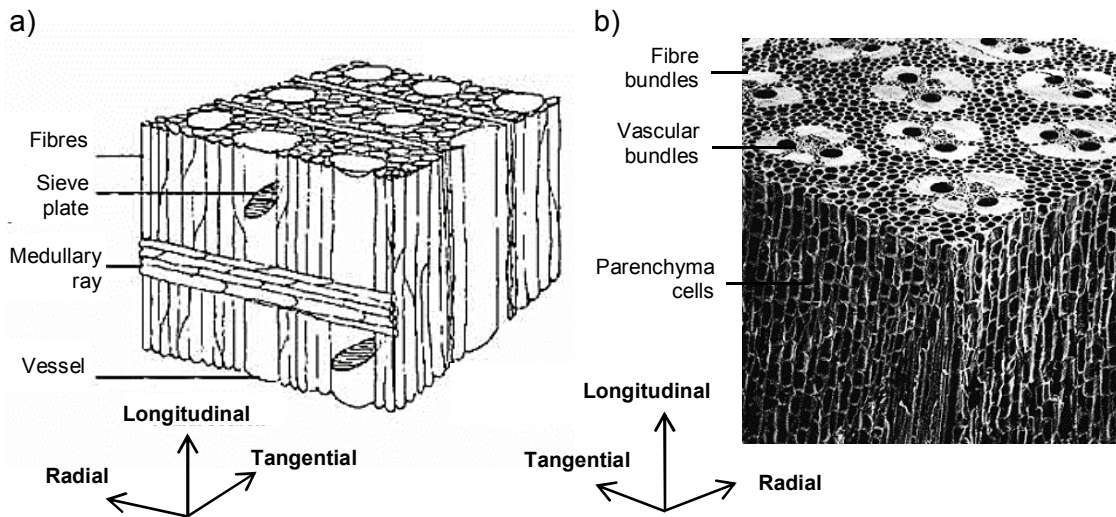 a)
Fibres
Sieve
plate
Medullary
ray
Vessel
Longitudinal
Radial
Tangential
b)
Fibre
bundles
Vascular
bundles
Parenchyma
cells
Longitudinal
Tangential
Radial